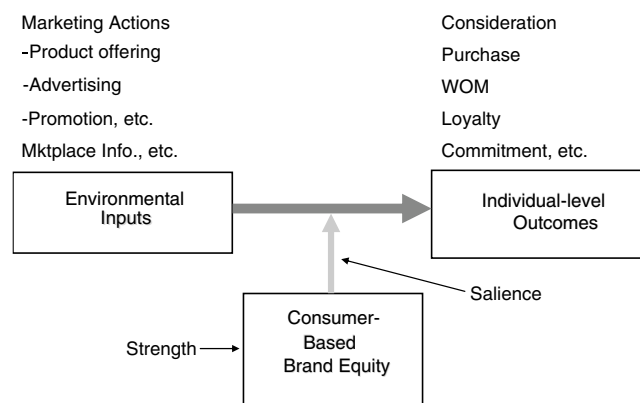 Marketing Actions
-Product offering
-Advertising
-Promotion, etc.
Mktplace Info., etc.
Consideration
Purchase
WOM
Loyalty
Commitment, etc.
Environmental
Inputs
Individual-level
Outcomes
Salience
Strength
Consumer-
Based
Brand Equity